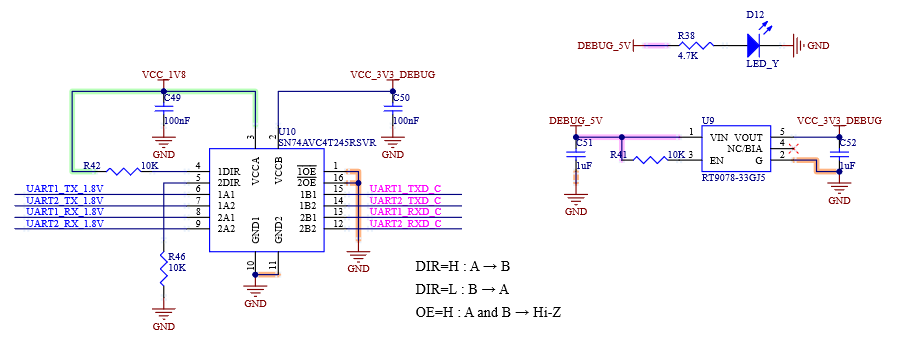 D12
DEBUG_5V
R38
4.7K
LED_Y
GND
VCC_1V8
VCC_3V3_DEBUG
C49
100nF
GND
C50
100nF
GND
3
2
U10
SN74AVC4T245RSVR
R42
10K
4
5
6
7
8
9
1DIR
2DIR
1A1
1A2
2A1
2A2
VCCA
VCCB
GND1
GND2
1OE
2OE
1B1
1B2
2B1
2B2
1
16
15
14
13
12
UART1_TX_1.8V
UART2_TX_1.8V
UART1_RX_1.8V
UART2_RX_1.8V
UART1_TXD_C
UART2_TXD_C
UART1_RXD_C
UART2_RXD_C
10
11
GND
GND
R46
10K
GND
DEBUG_5V
C51
1uF
GND
R41
10K
1
3
U9
VIN
VOUT
NC/BIA
EN
G
RT9078-33GJ5
5
4
2
VCC_3V3_DEBUG
C52
1uF
GND
DIR=H : A → B
DIR=L : B → A
OE=H : A and B → Hi-Z